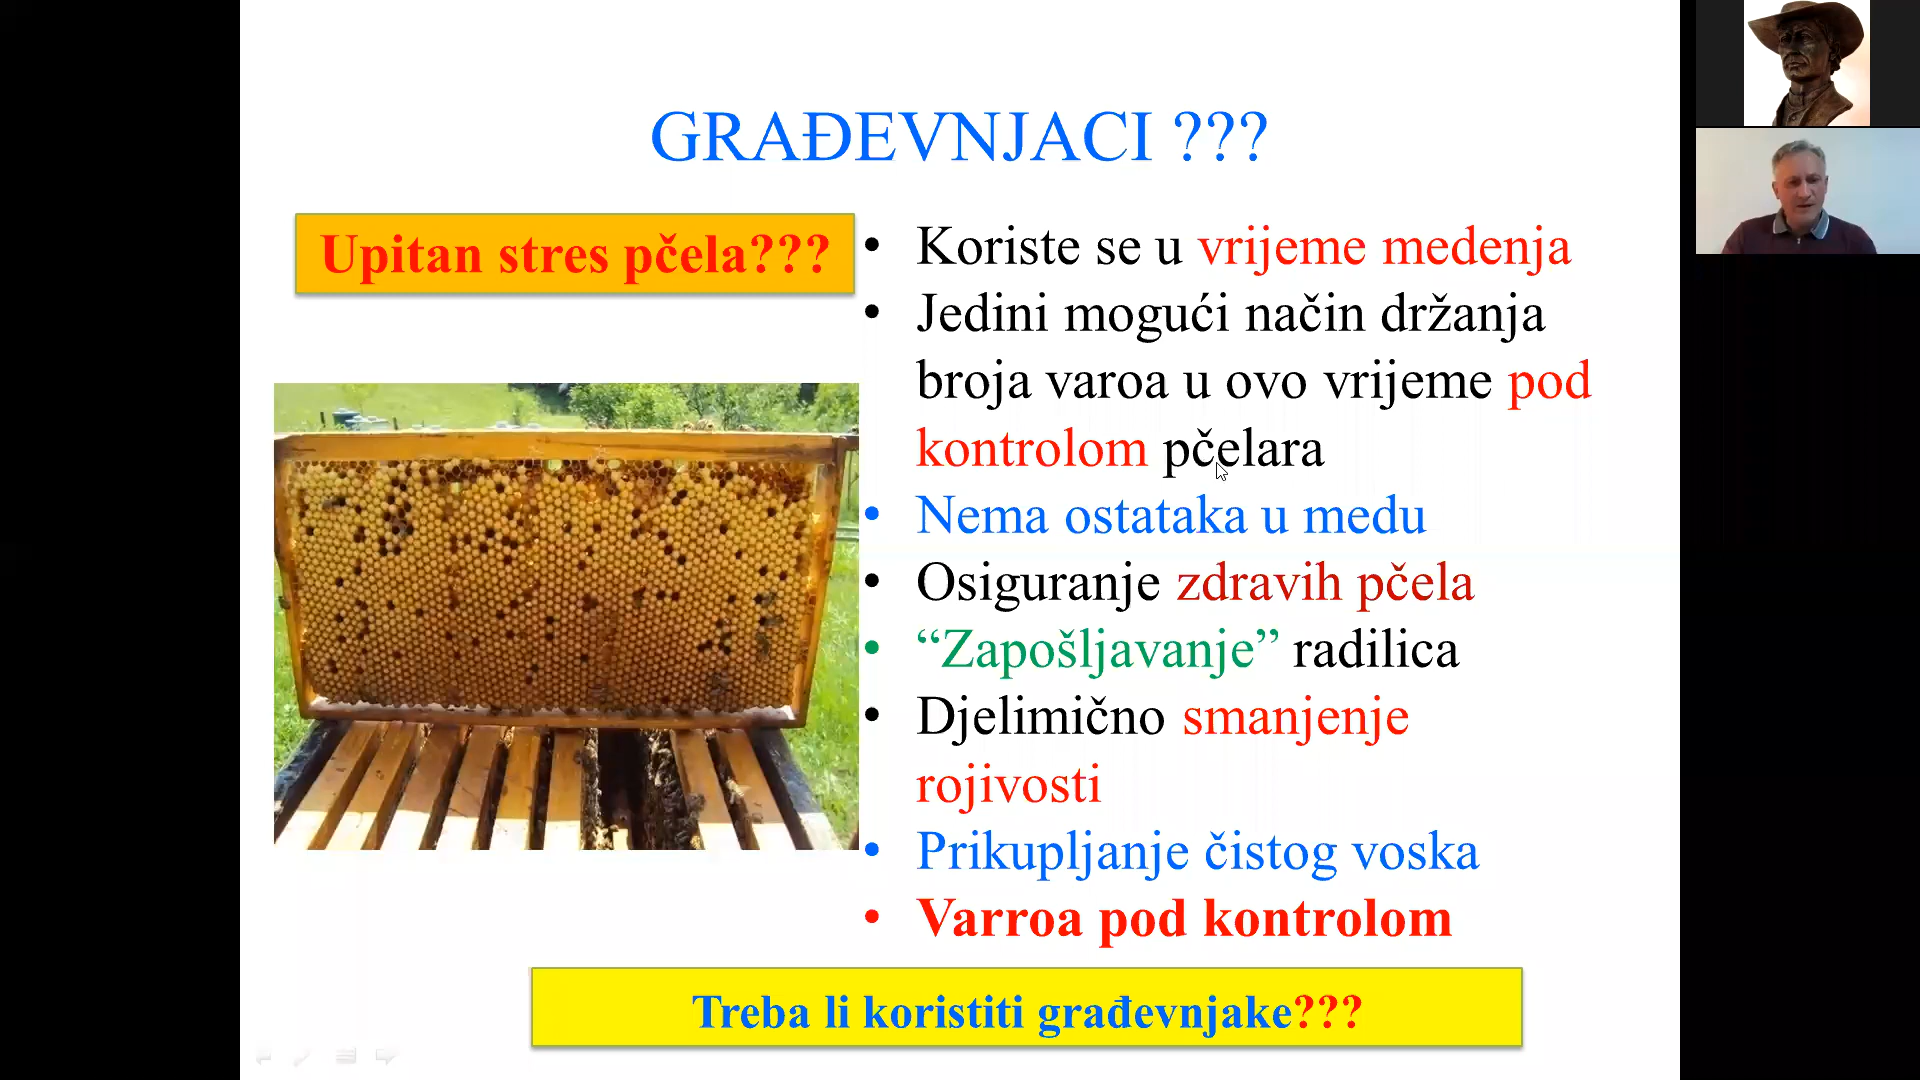 GRAĐEVNJACI ???
Upitan stres pčela???
• Koriste se u vrijeme medenja
• Jedini mogući način držanja
broja varoa u ovo vrijeme pod
kontrolom pčelara
• Nema ostataka u medu
• Osiguranje zdravih pčela
• “Zapošljavanje” radilica
• Djelimično smanjenje
rojivosti
• Prikupljanje čistog voska
• Varroa pod kontrolom
Treba li koristiti građevnjake???